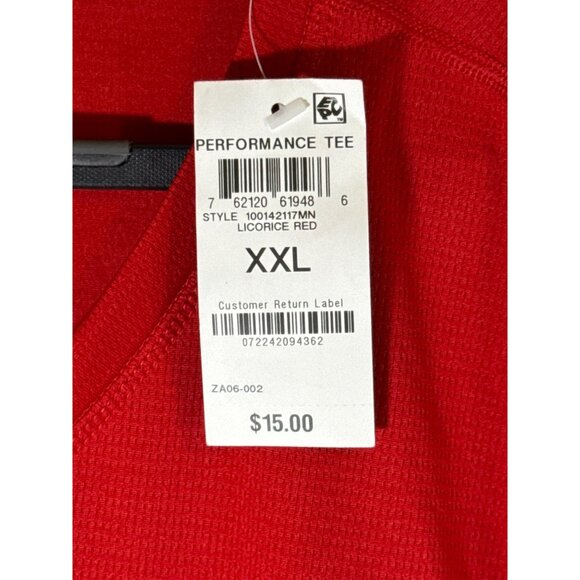 PERFORMANCE TEE
7 62120 61948 6
STYLE 100142117MN
LICORICE RED
XXL
Customer Return Label
072242094362
ZA06-002
$15.00